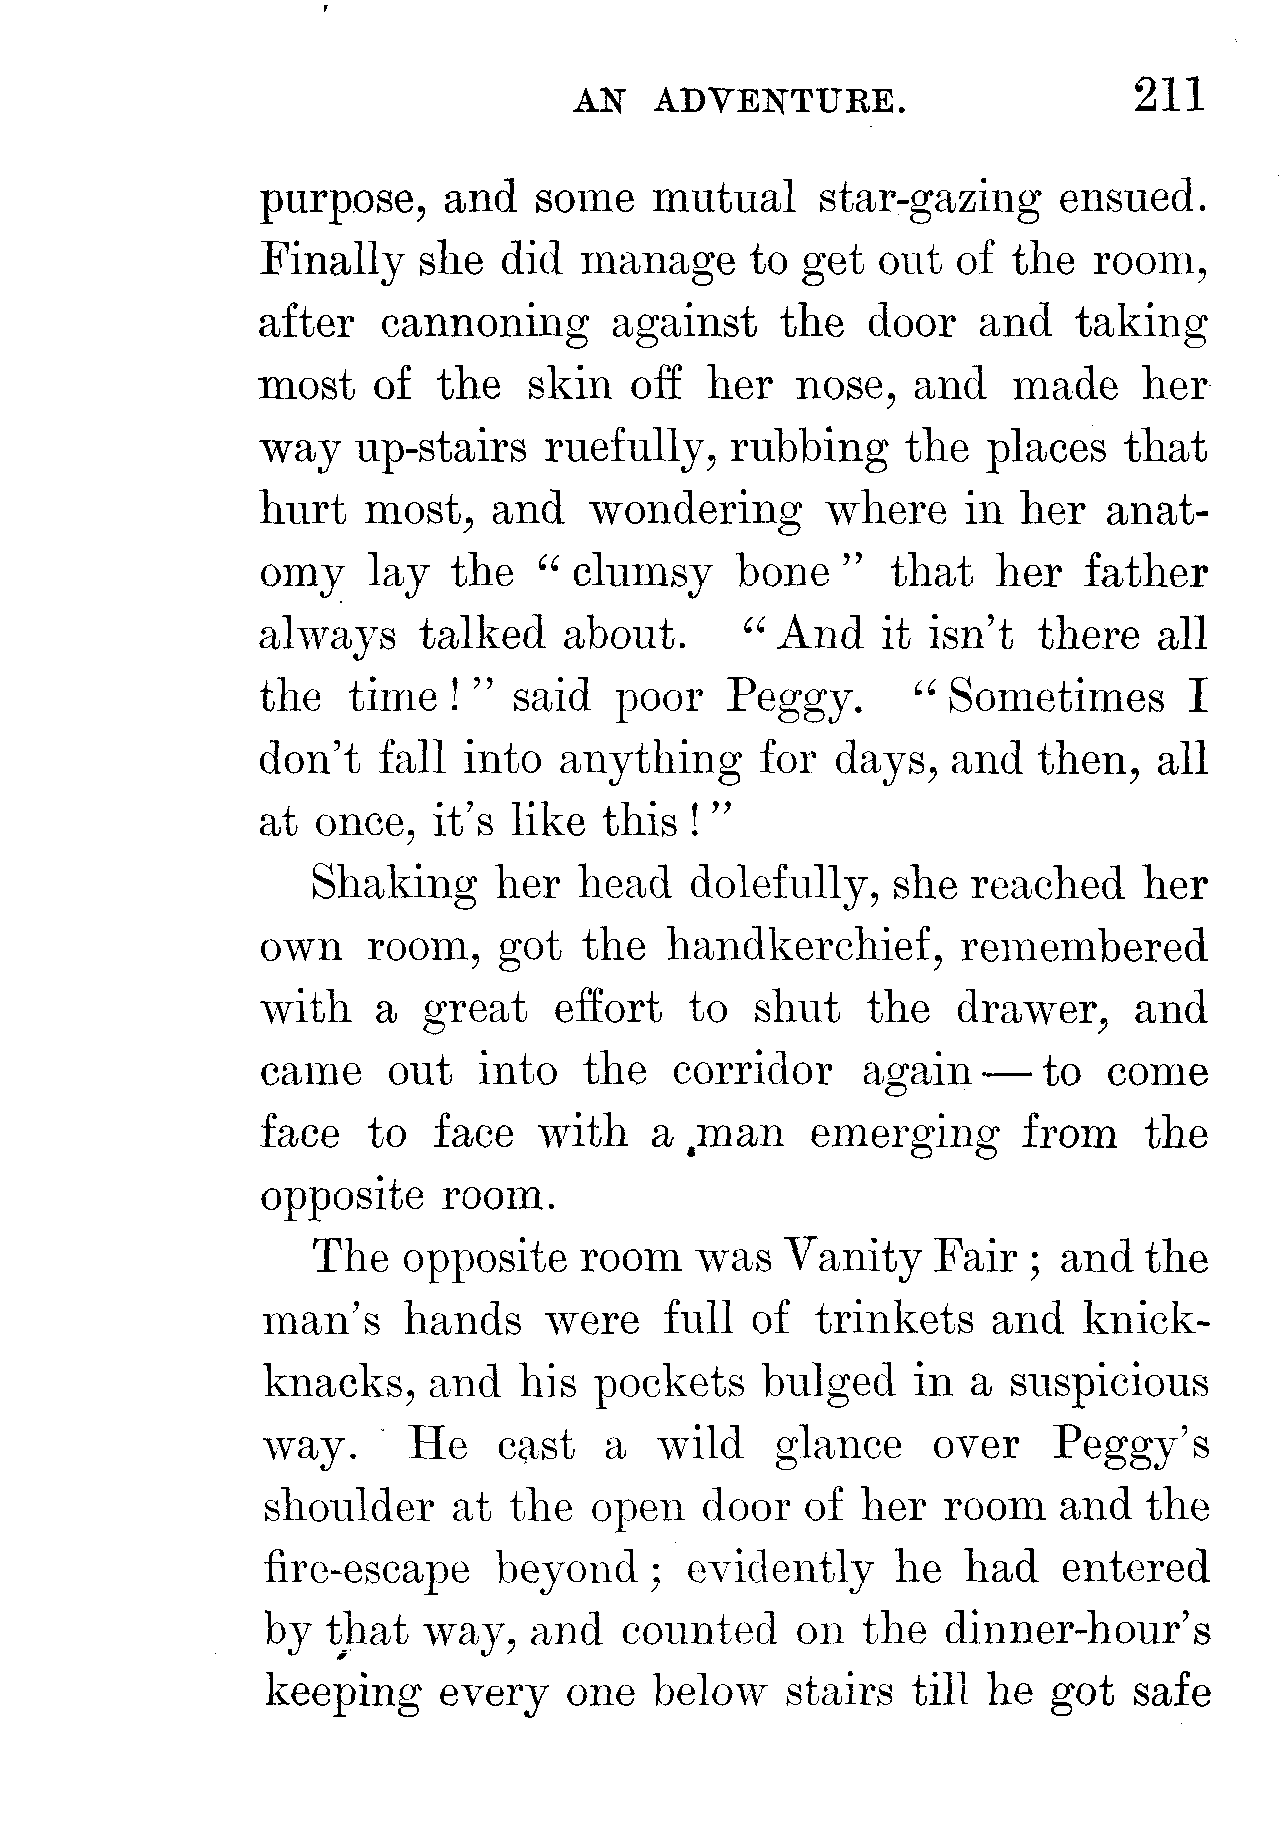 AN ADVENTURE. 211
purpose, and some mutual star-gazing ensued.
Finally she did manage to get out of the room,
after cannoning against the door and taking
most of the skin off her nose, and made her
way up-stairs ruefully, rubbing the places that
hurt most, and wondering where in her anat-
omy lay the “ clumsy bone ” that her father
always talked about. “ And it isn’t there all
the time ! ” said poor Peggy. “ Sometimes I
don’t fall into anything for days, and then, all
at once, it’s like this ! ”
Shaking her head dolefully, she reached her
own room, got the handkerchief, remembered
with a great effort to shut the drawer, and
came out into the corridor again — to come
face to face with a man emerging from the
opposite room.
The opposite room was Vanity Fair ; and the
man’s hands were full of trinkets and knick-
knacks, and his pockets bulged in a suspicious
way. He cast a wild glance over Peggy’s
shoulder at the open door of her room and the
fire-escape beyond ; evidently he had entered
by that way, and counted on the dinner-hour’s
keeping every one below stairs till he got safe